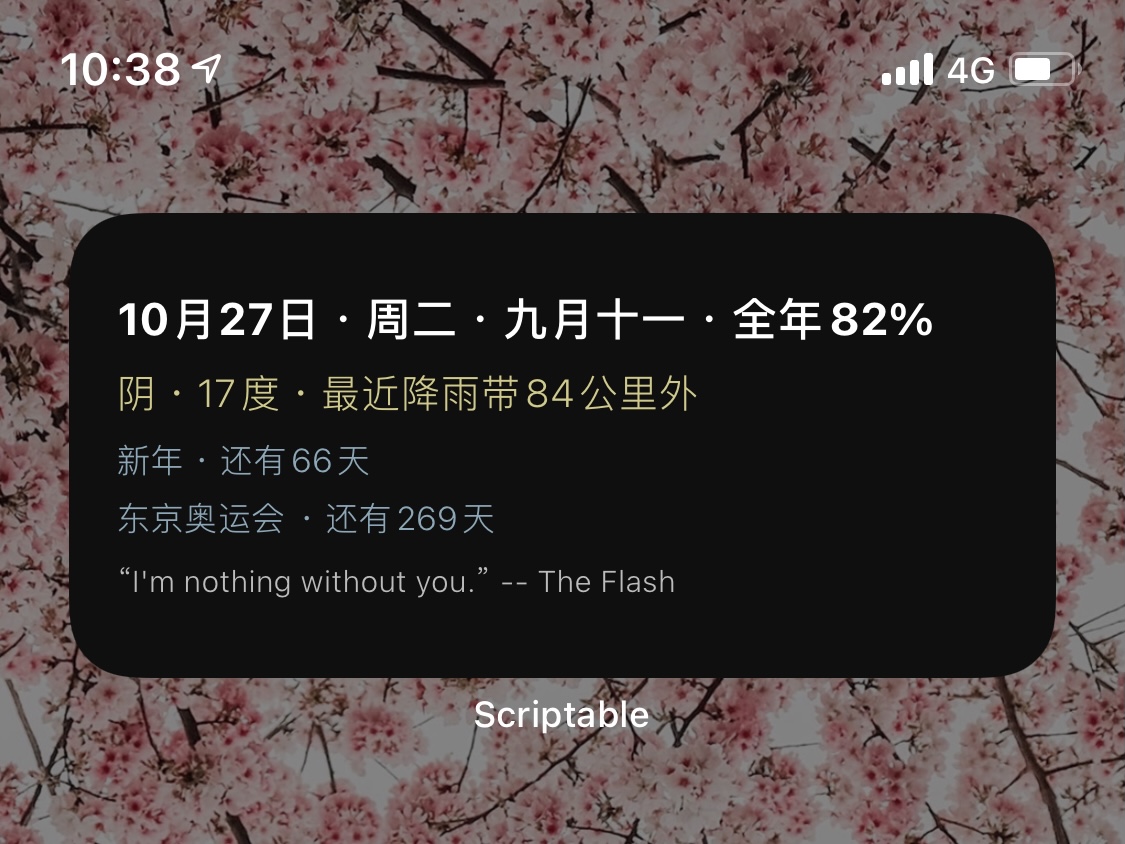 10:38
4G
10月27日 · 周二 · 九月十一 · 全年82%
阴 · 17度 · 最近降雨带84公里外
新年 · 还有66天
东京奥运会 · 还有269天
“I'm nothing without you.” -- The Flash
Scriptable